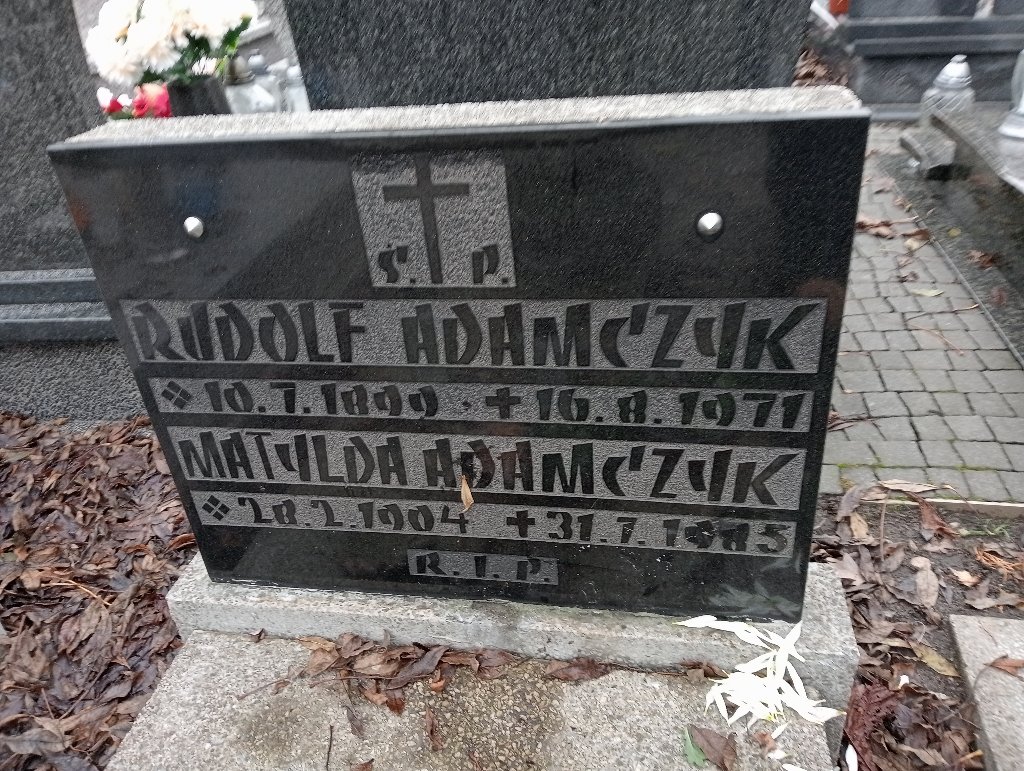 Ś. P.
RUDOLF ADAMCZYK
10.7.1899 16.8.1971
MATYLDA ADAMCZYK
28.2.1904 31.7.1985
R.I.P.